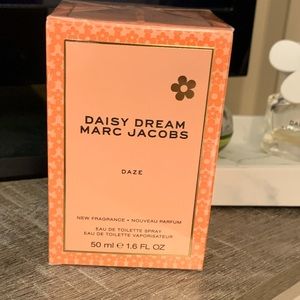 DAISY DREAM
MARC JACOBS
DAZE
NEW FRAGRANCE • NOUVEAU PARFUM
EAU DE TOILETTE SPRAY
EAU DE TOILETTE VAPORISATEUR
50 ml ℮ 1.6 FL OZ